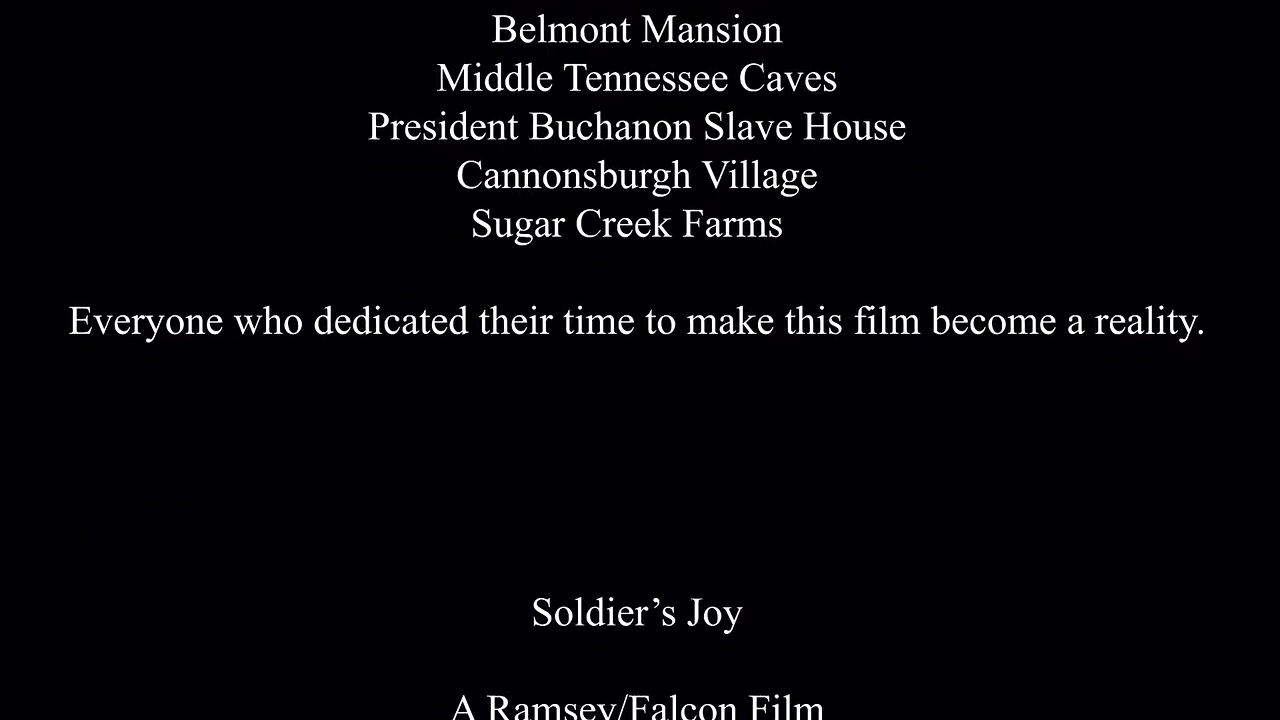 Belmont Mansion
Middle Tennessee Caves
President Buchanon Slave House
Cannonsburgh Village
Sugar Creek Farms
Everyone who dedicated their time to make this film become a reality.
Soldier’s Joy
A Ramsey/Falcon Film